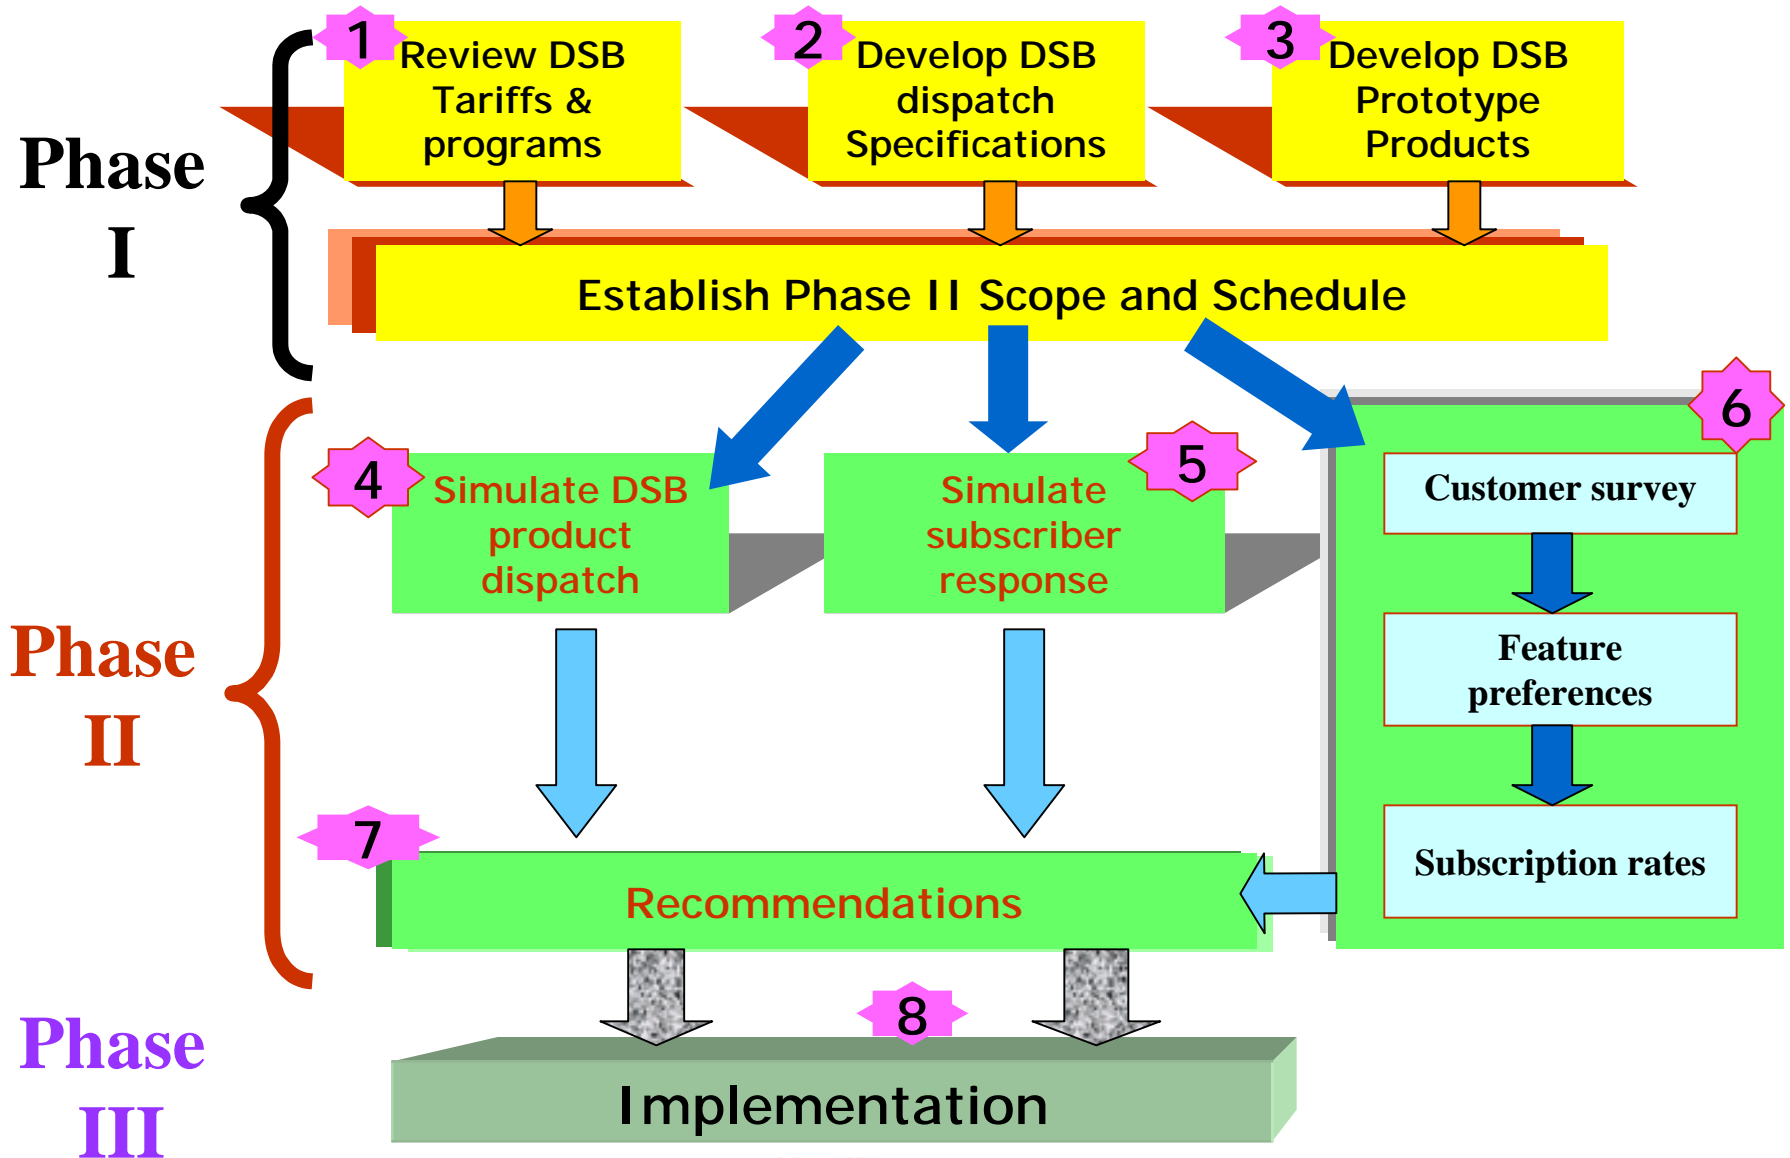 1
Review DSB
Tariffs &
programs
2
Develop DSB
dispatch
Specifications
3
Develop DSB
Prototype
Products
Phase
I
Establish Phase II Scope and Schedule
4
Simulate DSB
product
dispatch
5
Simulate
subscriber
response
6
Customer survey
Feature
preferences
Subscription rates
Phase
II
7
Recommendations
8
Phase
III
Implementation